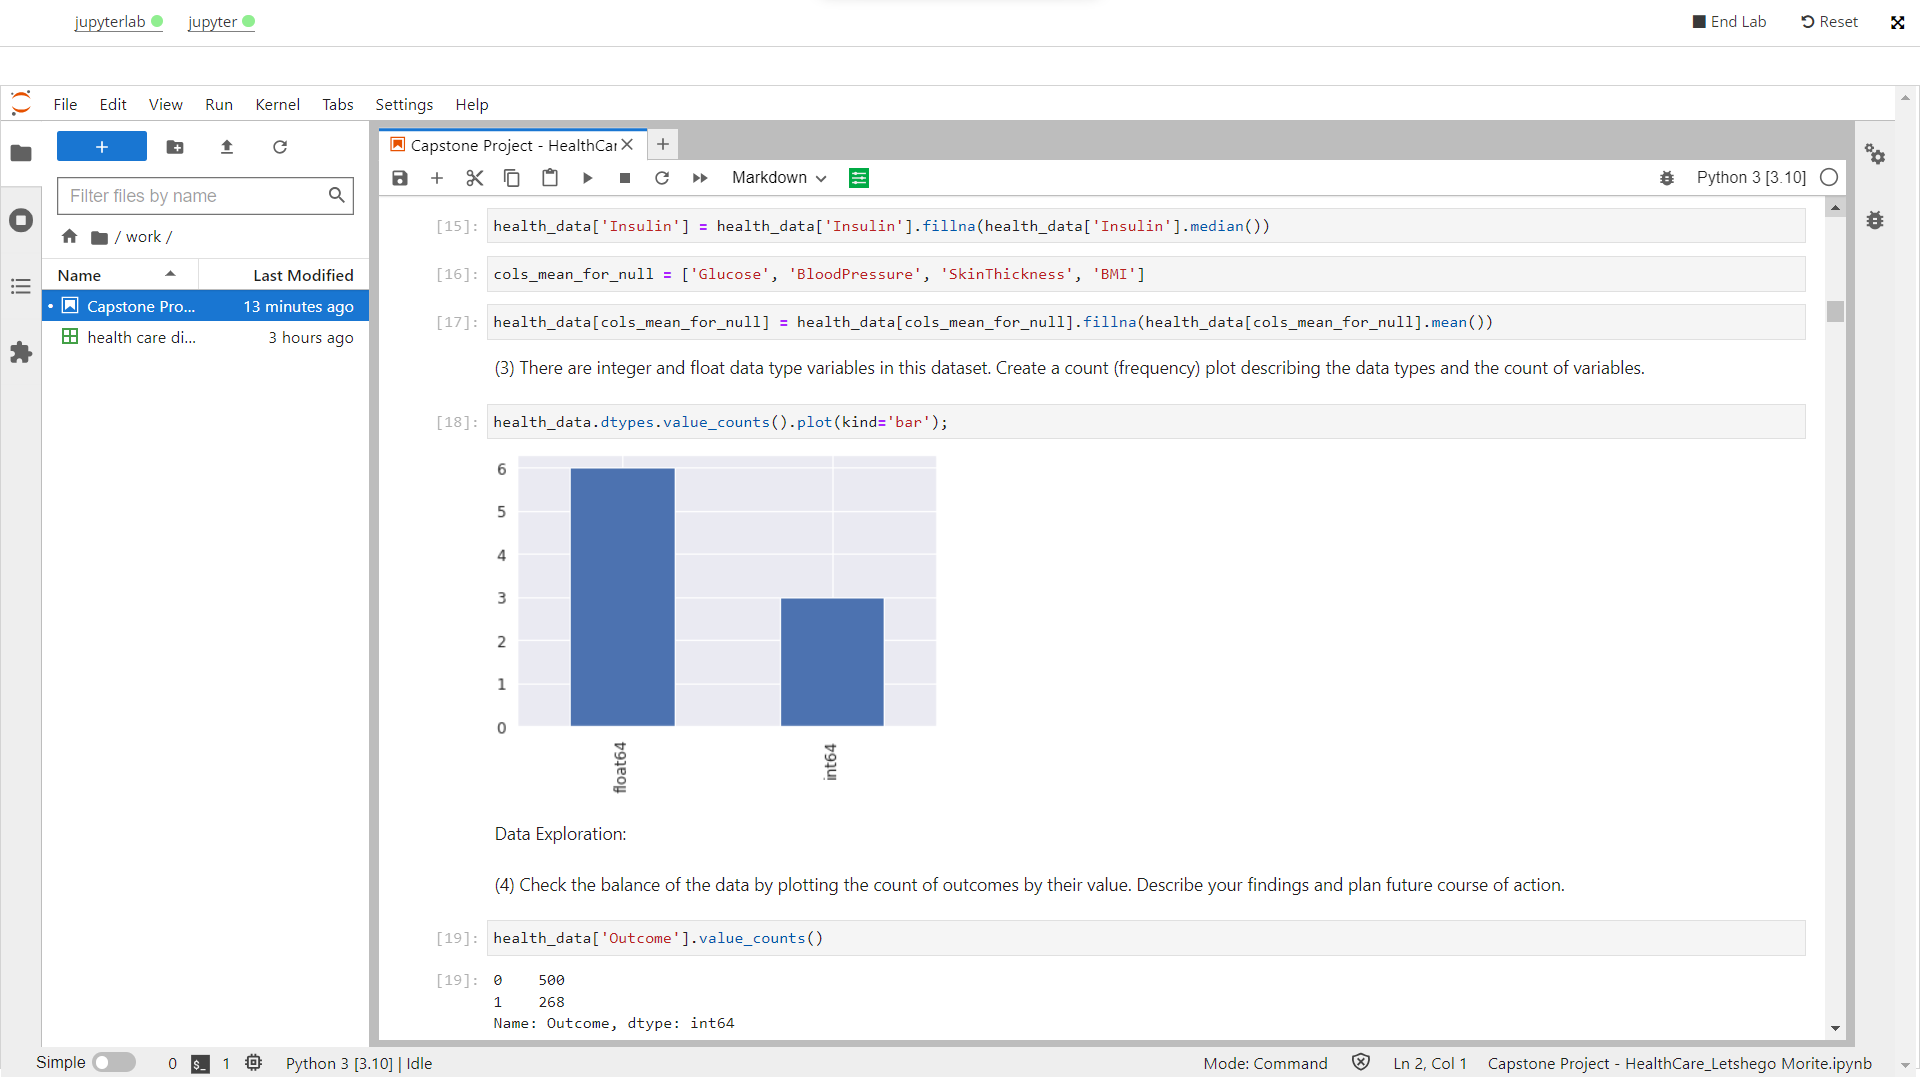 jupyterlab jupyter End Lab Reset
File Edit View Run Kernel Tabs Settings Help
Capstone Project - HealthCar
Markdown Python 3 [3.10]
Filter files by name
/ work /
Name Last Modified
Capstone Pro... 13 minutes ago
health care di... 3 hours ago
[15]: health_data['Insulin'] = health_data['Insulin'].fillna(health_data['Insulin'].median())
[16]: cols_mean_for_null = ['Glucose', 'BloodPressure', 'SkinThickness', 'BMI']
[17]: health_data[cols_mean_for_null] = health_data[cols_mean_for_null].fillna(health_data[cols_mean_for_null].mean())
(3) There are integer and float data type variables in this dataset. Create a count (frequency) plot describing the data types and the count of variables.
[18]: health_data.dtypes.value_counts().plot(kind='bar');
6
5
4
3
2
1
0
float64 int64
Data Exploration:
(4) Check the balance of the data by plotting the count of outcomes by their value. Describe your findings and plan future course of action.
[19]: health_data['Outcome'].value_counts()
[19]: 0 500
1 268
Name: Outcome, dtype: int64
Simple 0 $_ 1 Python 3 [3.10] | Idle Mode: Command Ln 2, Col 1 Capstone Project - HealthCare_Letshego Morite.ipynb